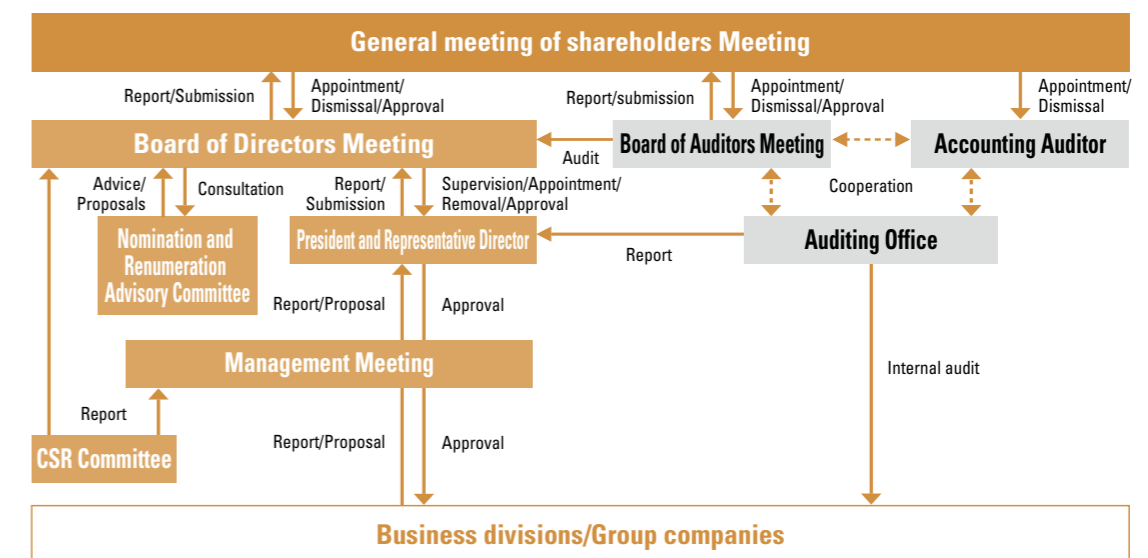 General meeting of shareholders Meeting
Report/Submission
Appointment/
Dismissal/Approval
Report/submission
Appointment/
Dismissal/Approval
Appointment/
Dismissal
Board of Directors Meeting
Audit
Board of Auditors Meeting
Accounting Auditor
Advice/
Proposals
Consultation
Report/
Submission
Supervision/Appointment/
Removal/Approval
Cooperation
Nomination and
Renumeration
Advisory Committee
President and Representative Director
Report
Auditing Office
Report/Proposal
Approval
Management Meeting
Internal audit
Report
CSR Committee
Report/Proposal
Approval
Business divisions/Group companies